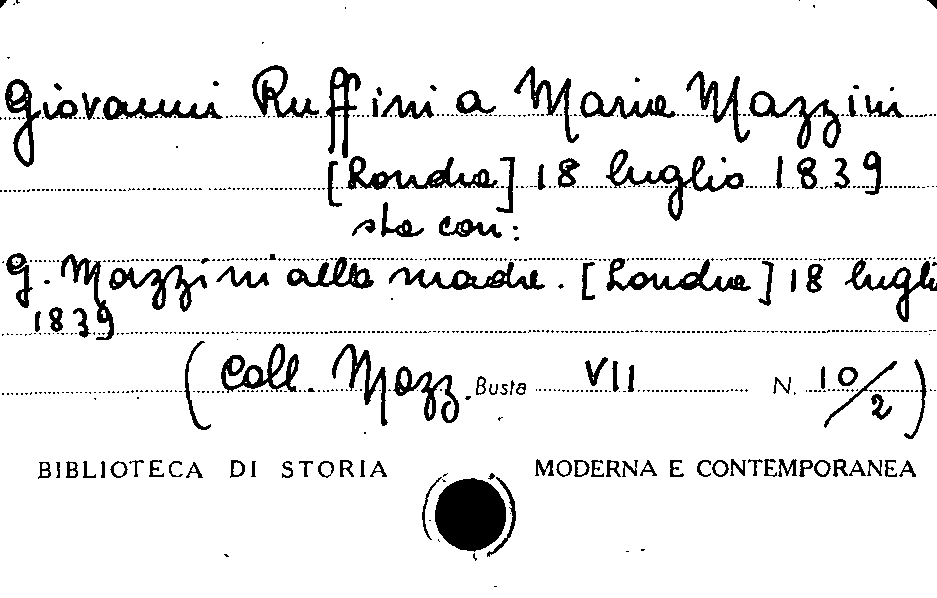 Giovanni Ruffini a Maria Mazzini
[Londra] 18 luglio 1839
sta con:
G. Mazzini alla madre. [Londra] 18 lugli
1839
(Coll. Mazz. Busta VII N. 10/2)
BIBLIOTECA DI STORIA MODERNA E CONTEMPORANEA